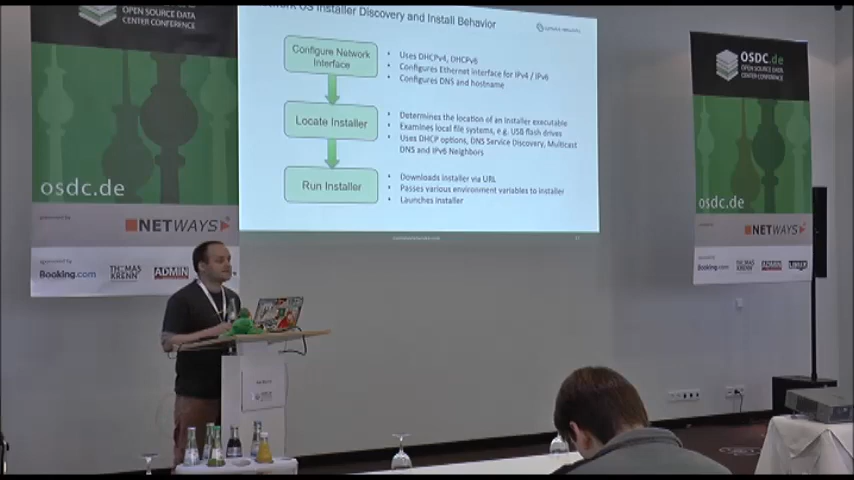 OS Installer Discovery and Install Behavior
Configure Network
Interface
• Uses DHCPv4, DHCPv6
• Configures Ethernet interface for IPv4 / IPv6
• Configures DNS and hostname
Locate Installer
• Determines the location of an installer executable
• Examines local file systems, e.g. USB flash drives
• Uses DHCP options, DNS Service Discovery, Multicast
DNS and IPv6 Neighbors
Run Installer
• Downloads installer via URL
• Passes various environment variables to installer
• Launches installer
OPEN SOURCE DATA
CENTER CONFERENCE
osdc.de
NETWAYS
Booking.com
THOMAS
KRENN
ADMIN
OSDC.de
OPEN SOURCE DATA
CENTER CONFERENCE
osdc.de
NETWAYS
Booking.com
THOMAS
KRENN
ADMIN